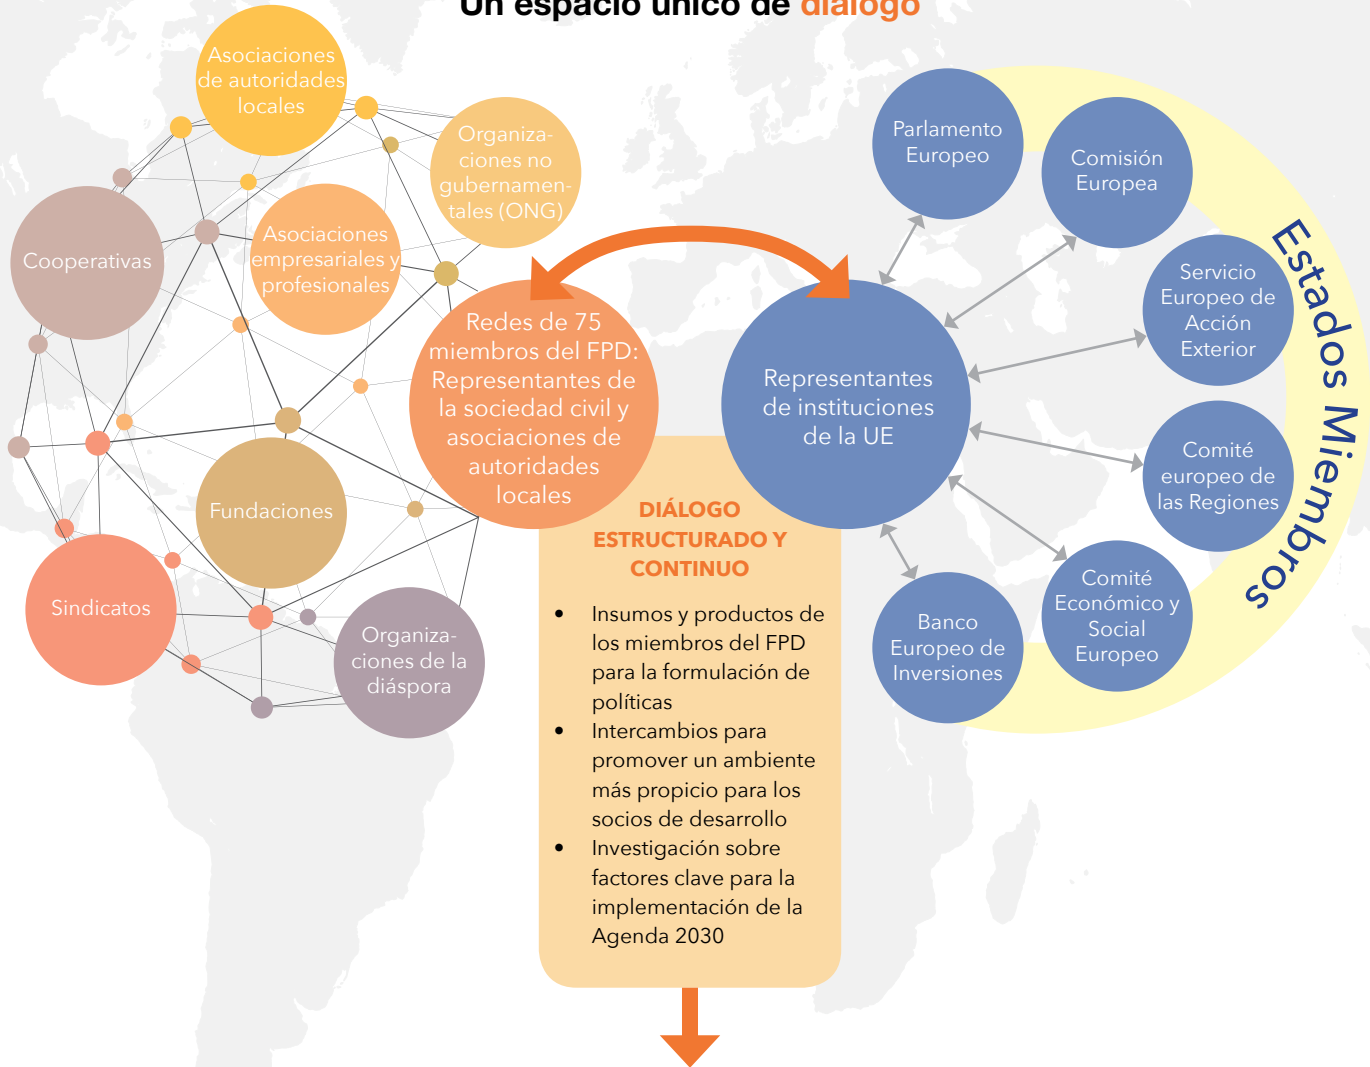 Un espacio único de diálogo
Asociaciones
de autoridades
locales
Organiza-
ciones no
gubernamen-
tales (ONG)
Cooperativas
Asociaciones
empresariales y
profesionales
Fundaciones
Sindicatos
Organiza-
ciones de la
diáspora
Redes de 75
miembros del FPD:
Representantes de
la sociedad civil y
asociaciones de
autoridades
locales
Representantes
de instituciones
de la UE
Parlamento
Europeo
Comisión
Europea
Servicio
Europeo de
Acción
Exterior
Comité
europeo de
las Regiones
Comité
Económico y
Social
Europeo
Banco
Europeo de
Inversiones
Estados Miembros
DIÁLOGO
ESTRUCTURADO Y
CONTINUO
• Insumos y productos de
los miembros del FPD
para la formulación de
políticas
• Intercambios para
promover un ambiente
más propicio para los
socios de desarrollo
• Investigación sobre
factores clave para la
implementación de la
Agenda 2030